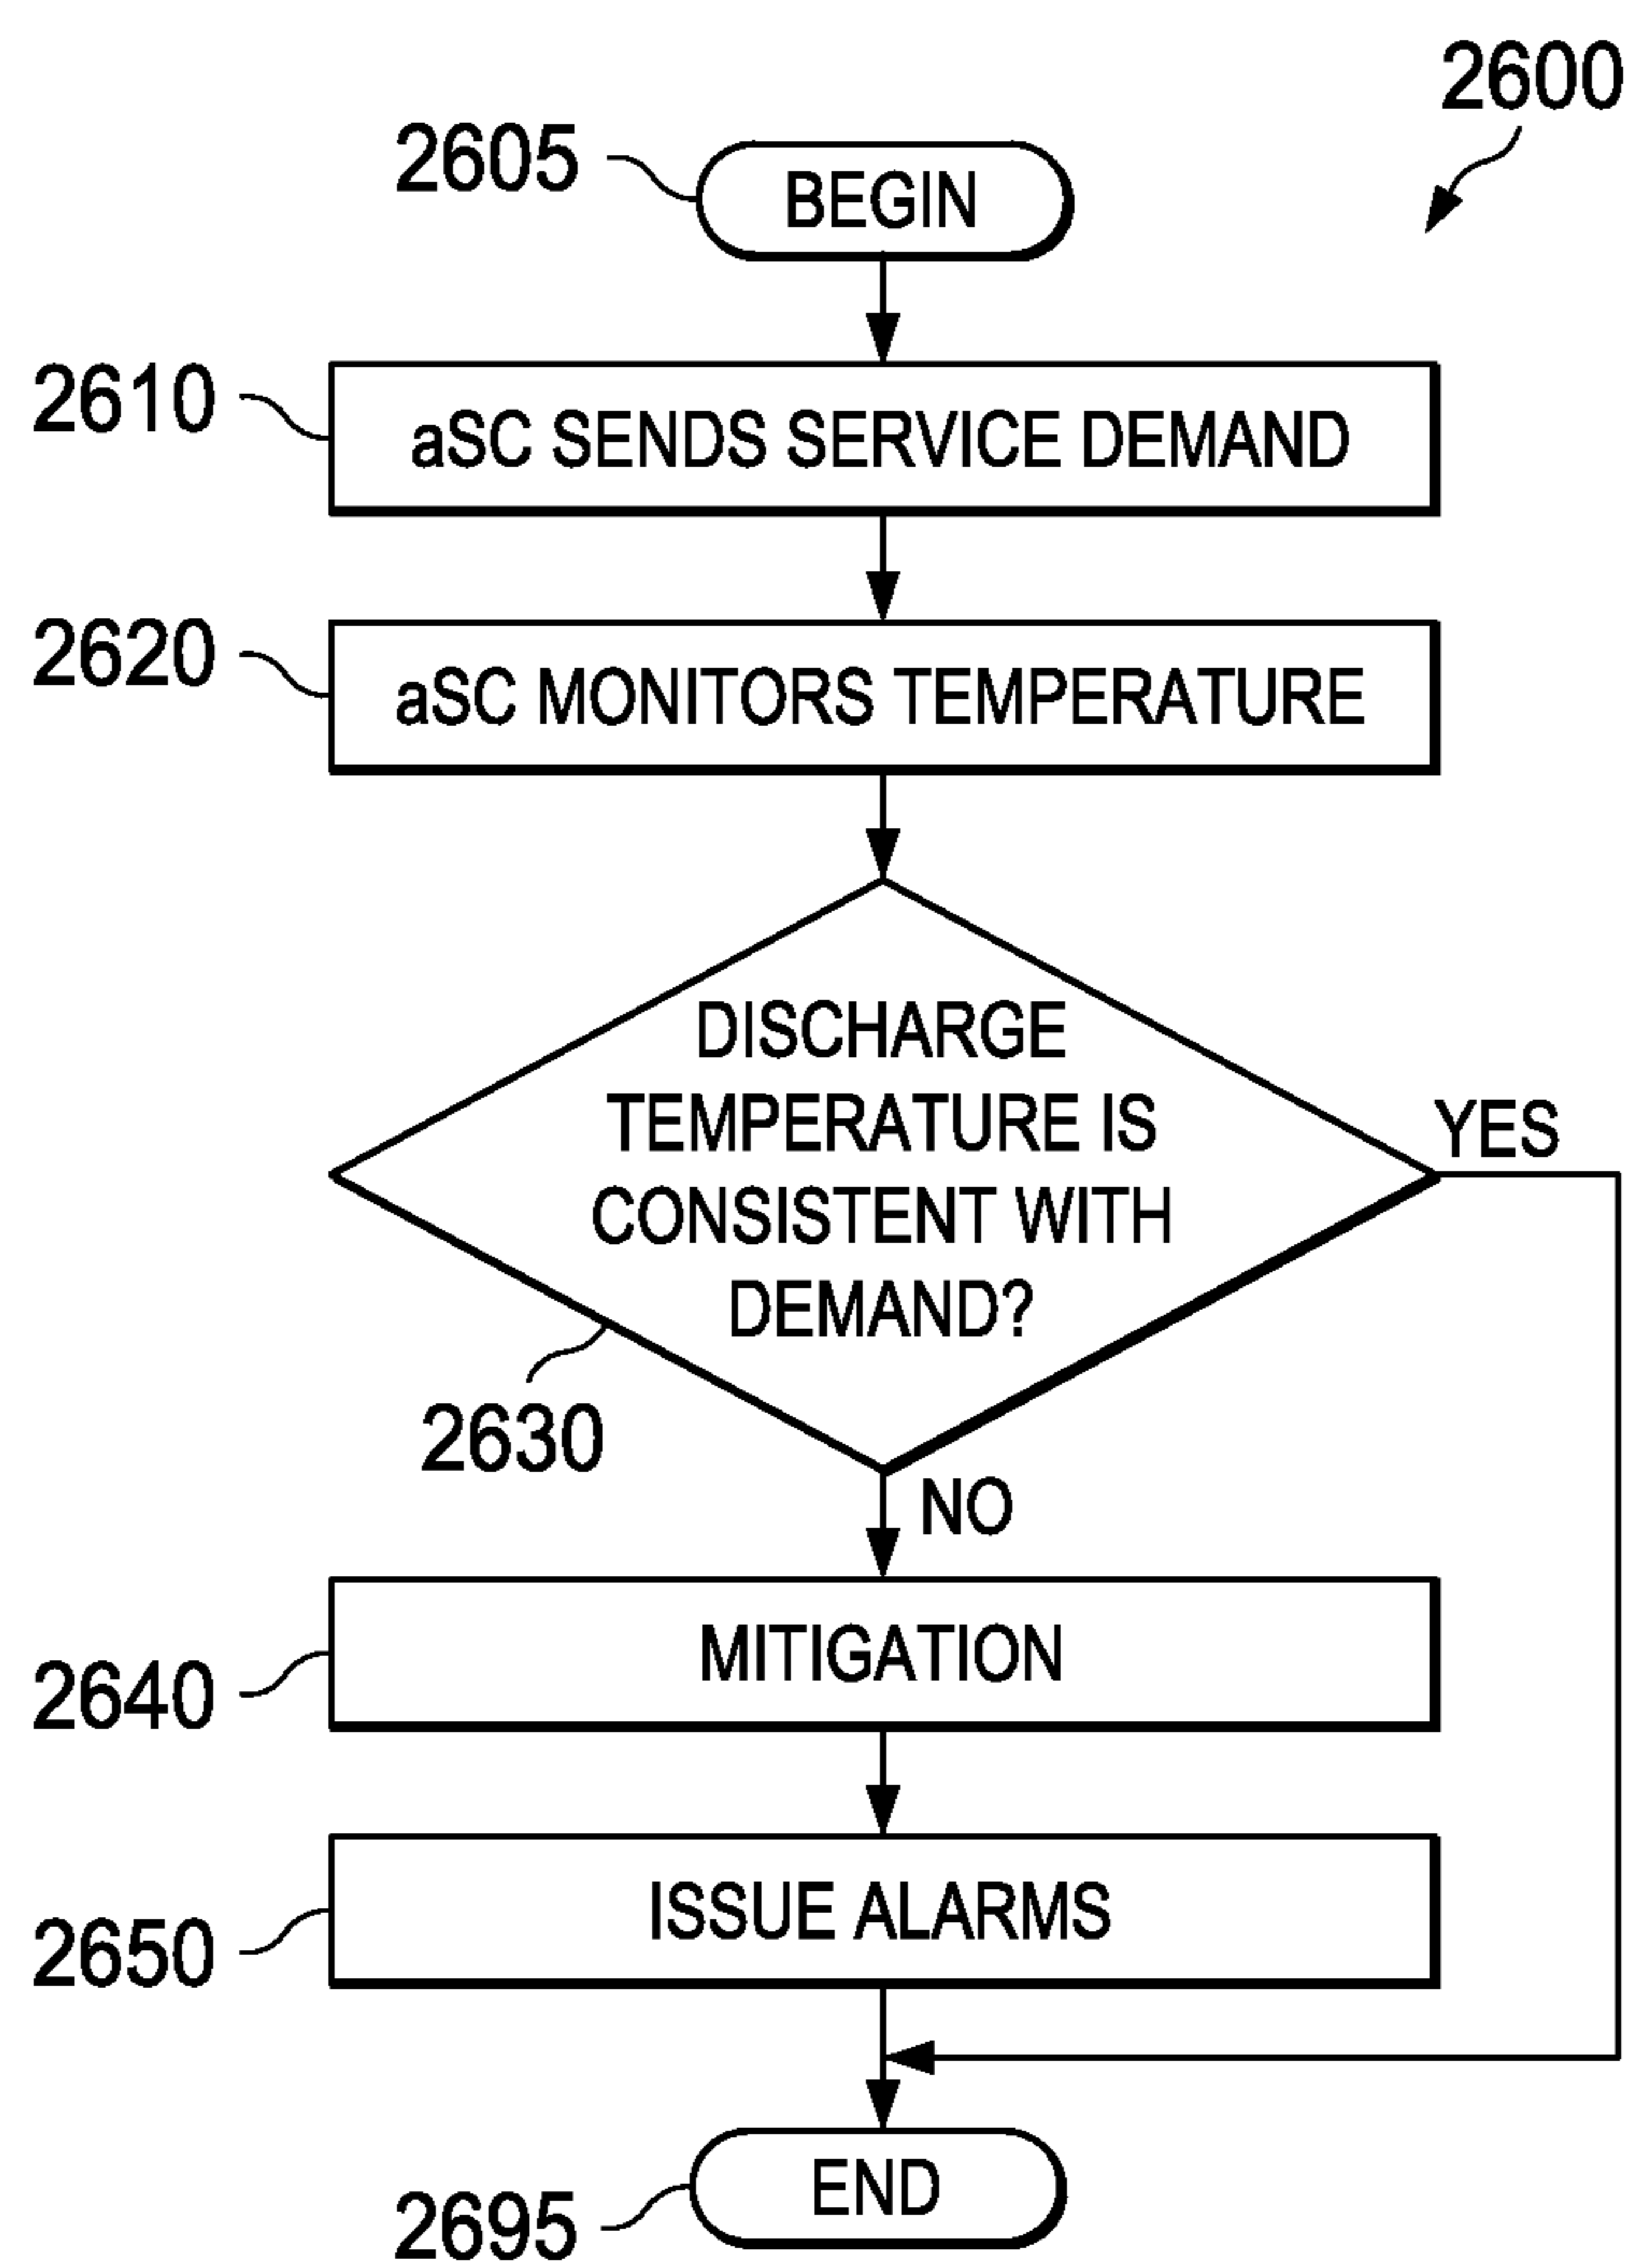 2600
2605
BEGIN
2610
aSC SENDS SERVICE DEMAND
2620
aSC MONITORS TEMPERATURE
DISCHARGE
TEMPERATURE IS
CONSISTENT WITH
DEMAND?
YES
2630
NO
2640
MITIGATION
2650
ISSUE ALARMS
2695
END